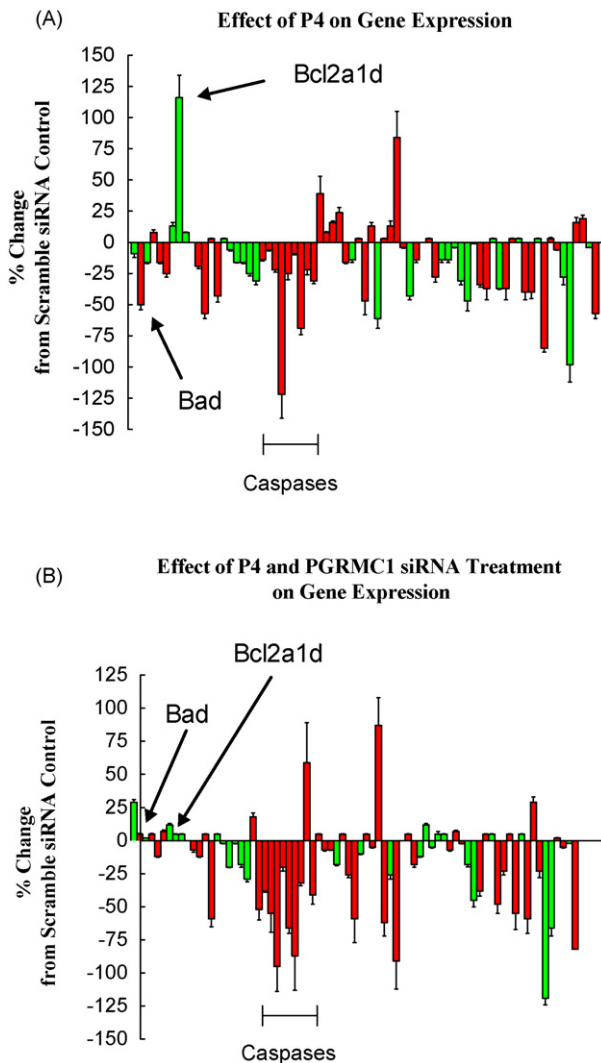 (A)
Effect of P4 on Gene Expression
150
125
100
75
50
25
0
-25
-50
-75
-100
-125
-150
% Change
from Scramble siRNA Control
Bcl2a1d
Bad
Caspases
(B)
Effect of P4 and PGRMC1 siRNA Treatment
on Gene Expression
125
100
75
50
25
0
-25
-50
-75
-100
-125
-150
% Change
from Scramble siRNA Control
Bcl2a1d
Bad
Caspases